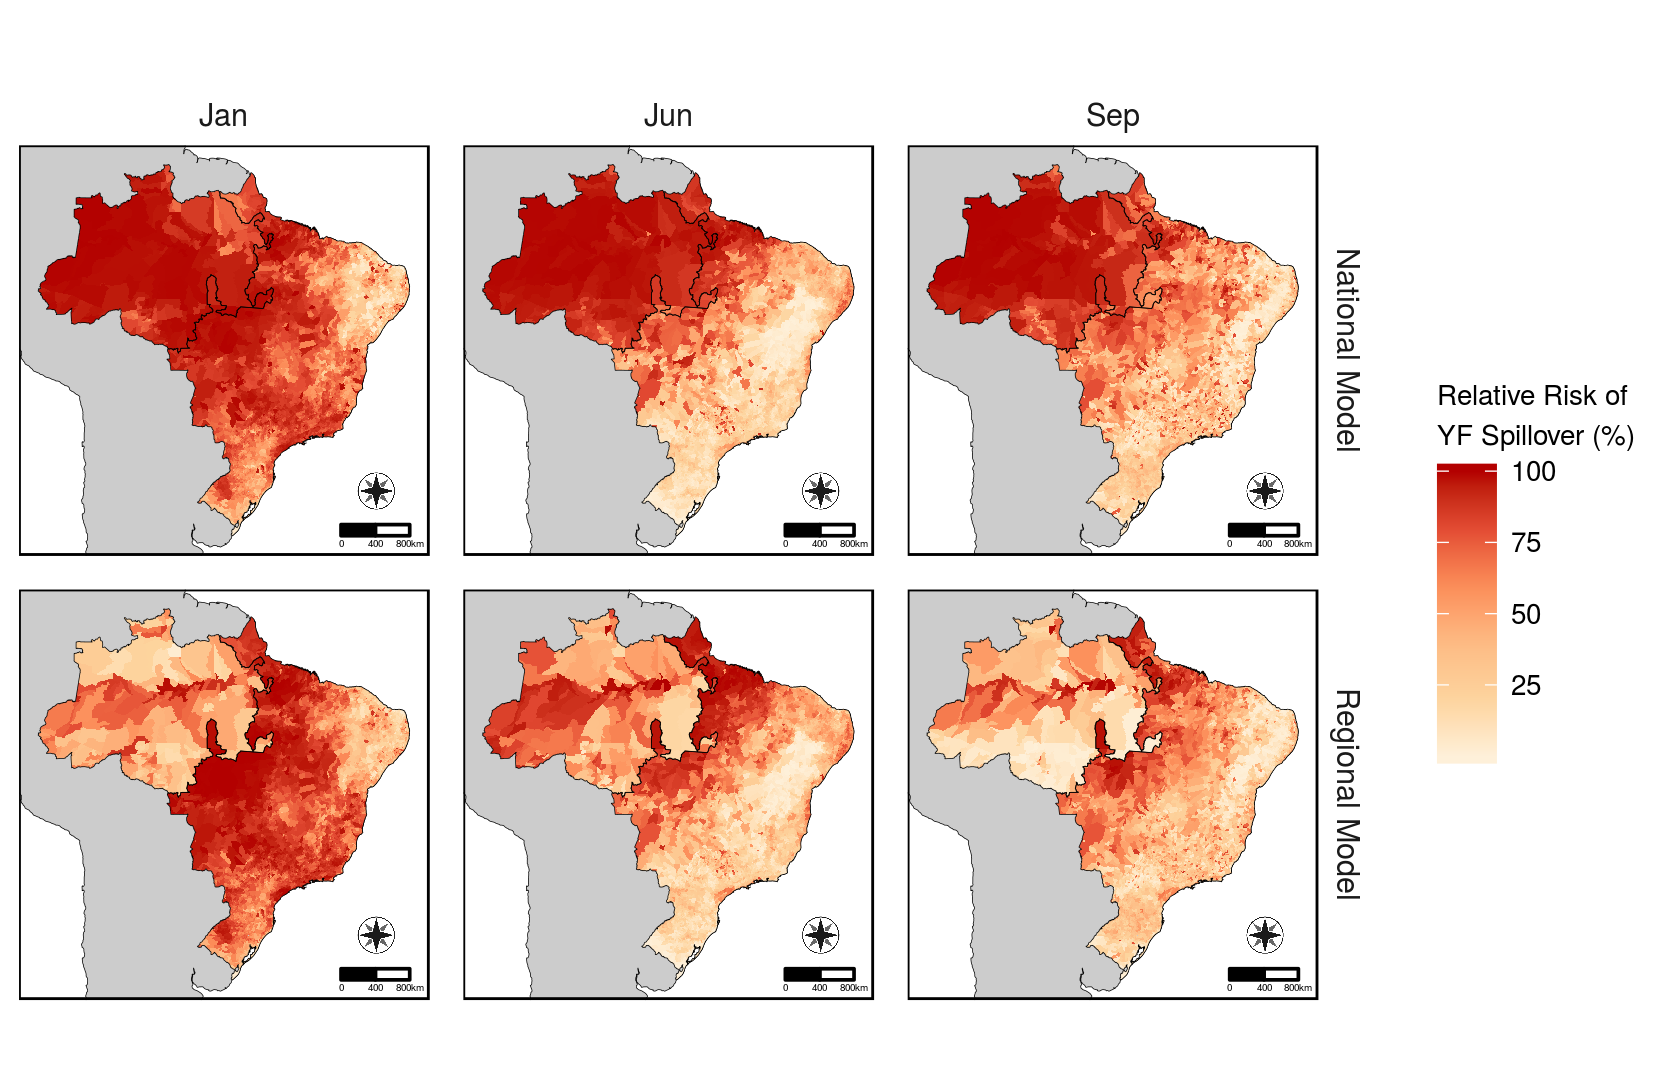 Jan
Jun
Sep
0 400 800km
0 400 800km
0 400 800km
National Model
0 400 800km
0 400 800km
0 400 800km
Regional Model
Relative Risk of
YF Spillover (%)
100
75
50
25